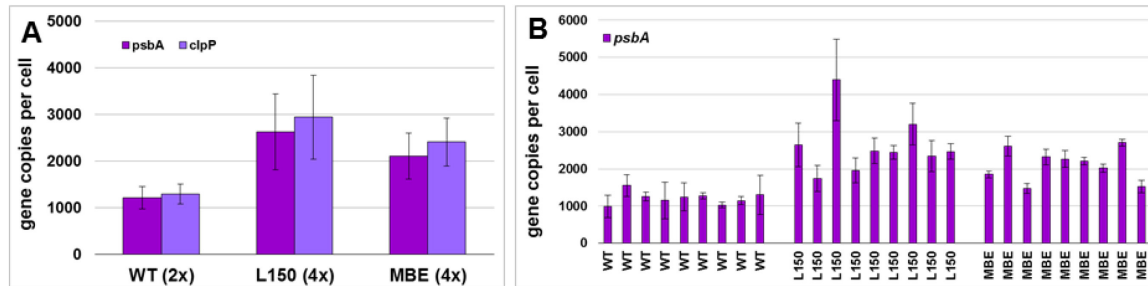 A
psbA clpP
gene copies per cell
5000
4000
3000
2000
1000
0
WT (2x) L150 (4x) MBE (4x)
B
psbA
gene copies per cell
6000
5000
4000
3000
2000
1000
0
WT WT WT WT WT WT WT WT WT L150 L150 L150 L150 L150 L150 L150 L150 L150 MBE MBE MBE MBE MBE MBE MBE MBE MBE